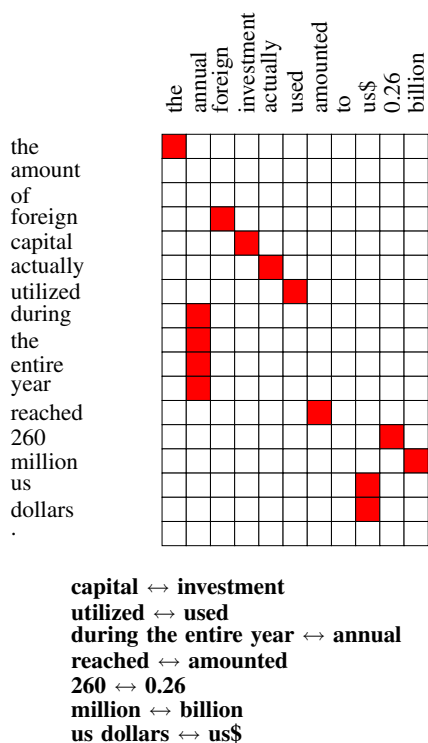 the annual foreign investment actually used amounted to us$ 0.26 billion
the
amount
of
foreign
capital
actually
utilized
during
the
entire
year
reached
260
million
us
dollars
.
capital ↔ investment
utilized ↔ used
during the entire year ↔ annual
reached ↔ amounted
260 ↔ 0.26
million ↔ billion
us dollars ↔ us$